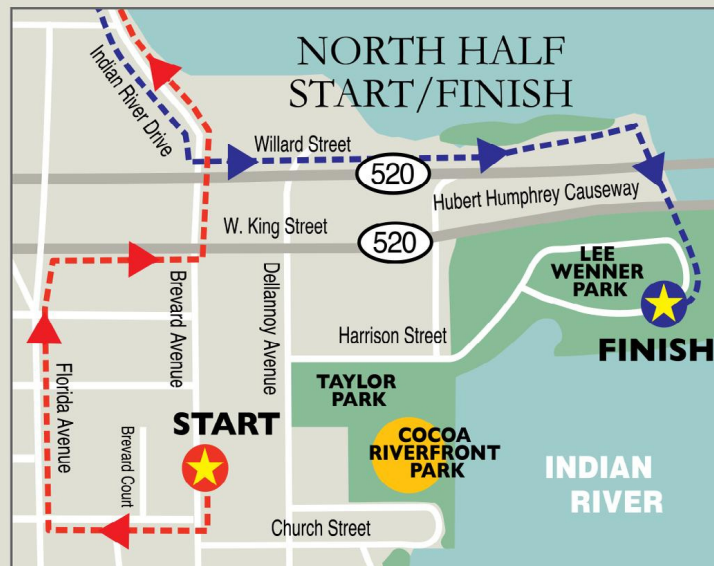 NORTH HALF
START/FINISH
Indian River Drive
Willard Street
520
Hubert Humphrey Causeway
W. King Street
520
LEE
WENNER
PARK
Brevard Avenue
Dellannoy Avenue
Harrison Street
FINISH
Florida Avenue
TAYLOR
PARK
START
Brevard Court
COCOA
RIVERFRONT
PARK
INDIAN
RIVER
Church Street